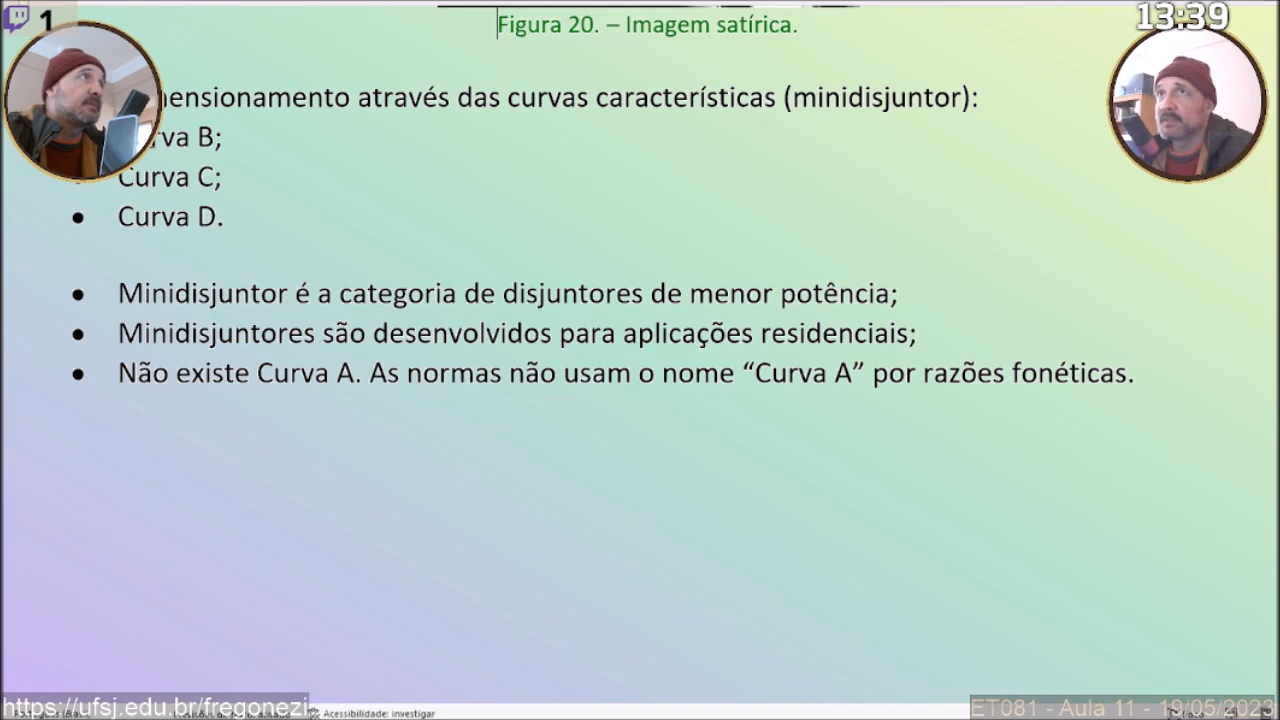 1
13:39
Figura 20. – Imagem satírica.
ensionamento através das curvas características (minidisjuntor):
va B;
Curva C;
• Curva D.
• Minidisjuntor é a categoria de disjuntores de menor potência;
• Minidisjuntores são desenvolvidos para aplicações residenciais;
• Não existe Curva A. As normas não usam o nome “Curva A” por razões fonéticas.
https://ufsj.edu.br/fregonezi
Acessibilidade: investigar
ET081 - Aula 11 - 19/05/2023